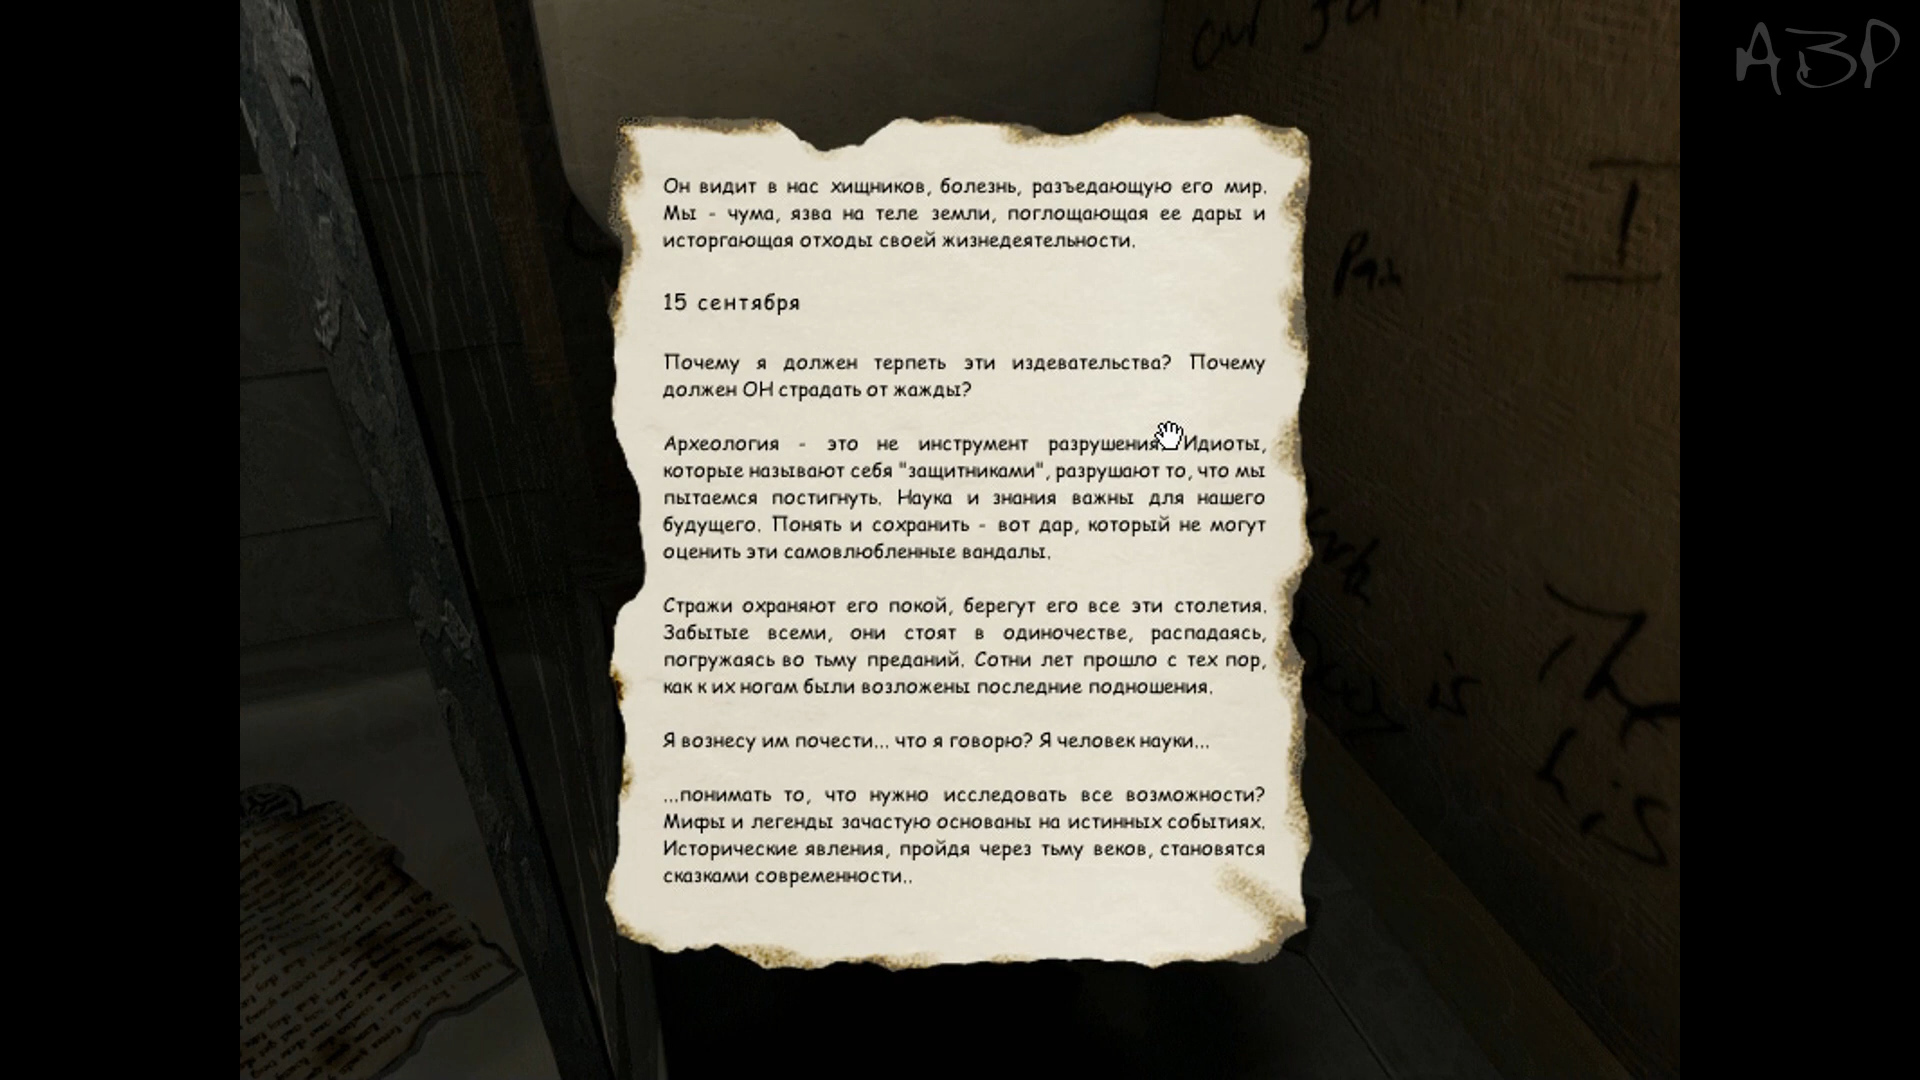 АВР
Он видит в нас хищников, болезнь, разъедающую его мир.
Мы - чума, язва на теле земли, поглощающая ее дары и
исторгающая отходы своей жизнедеятельности.
15 сентября
Почему я должен терпеть эти издевательства? Почему
должен ОН страдать от жажды?
Археология - это не инструмент разрушения. Идиоты,
которые называют себя "защитниками", разрушают то, что мы
пытаемся постигнуть. Наука и знания важны для нашего
будущего. Понять и сохранить - вот дар, который не могут
оценить эти самовлюбленные вандалы.
Стражи охраняют его покой, берегут его все эти столетия.
Забытые всеми, они стоят в одиночестве, распадаясь,
погружаясь во тьму преданий. Сотни лет прошло с тех пор,
как к их ногам были возложены последние подношения.
Я вознесу им почести... что я говорю? Я человек науки...
...понимать то, что нужно исследовать все возможности?
Мифы и легенды зачастую основаны на истинных событиях.
Исторические явления, пройдя через тьму веков, становятся
сказками современности..
I
is
his